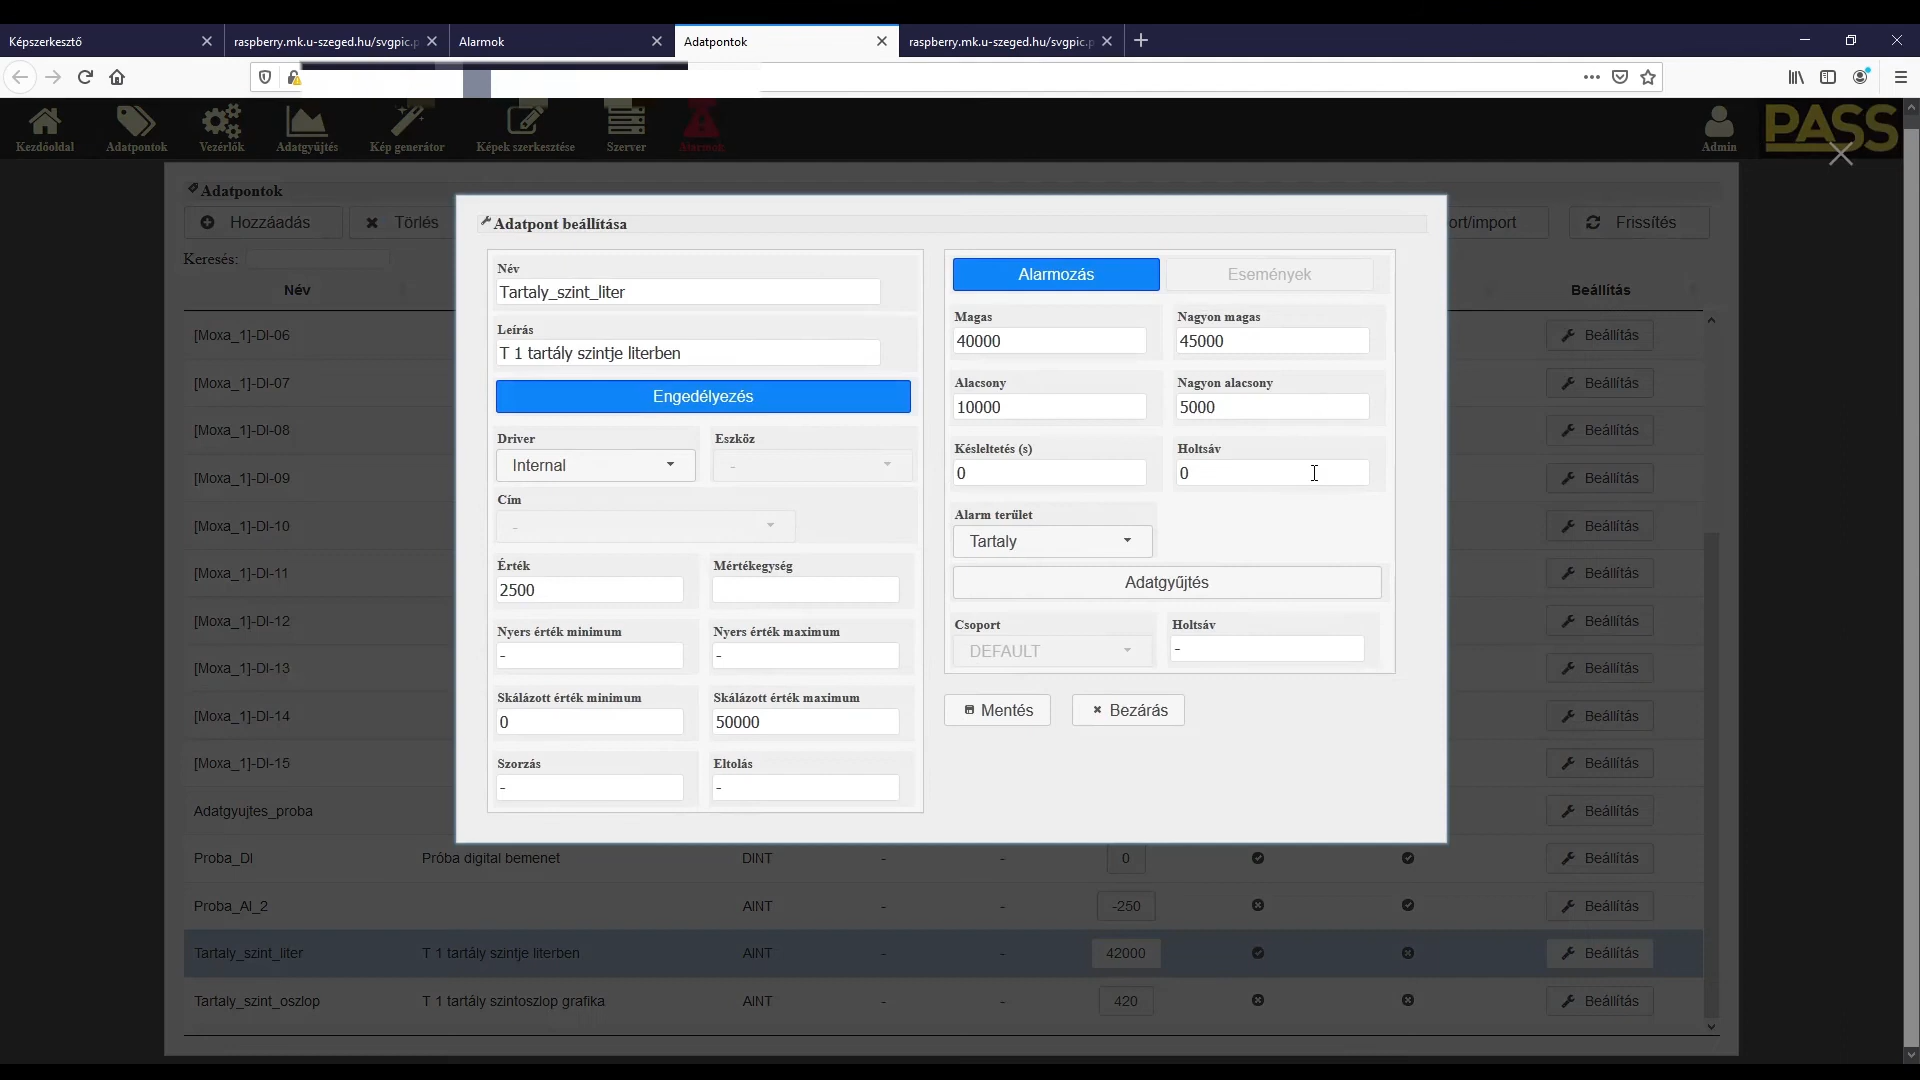 Képszerkesztő
raspberry.mk.u-szeged.hu/svgpic.p
Alarmok
Adatpontok
raspberry.mk.u-szeged.hu/svgpic.p
Kezdőoldal
Adatpontok
Vezérlők
Adatgyűjtés
Kép generátor
Képek szerkesztése
Szerver
Alarmok
Admin
PASS
Adatpontok
Hozzáadás
Törlés
ort/import
Frissítés
Keresés:
Név
Beállítás
[Moxa_1]-DI-06
Beállítás
[Moxa_1]-DI-07
Beállítás
[Moxa_1]-DI-08
Beállítás
[Moxa_1]-DI-09
Beállítás
[Moxa_1]-DI-10
Beállítás
[Moxa_1]-DI-11
Beállítás
[Moxa_1]-DI-12
Beállítás
[Moxa_1]-DI-13
Beállítás
[Moxa_1]-DI-14
Beállítás
[Moxa_1]-DI-15
Beállítás
Adatgyujtes_proba
Beállítás
Proba_DI Próba digital bemenet DINT - - 0 Beállítás
Proba_AI_2 AINT - - -250 Beállítás
Tartaly_szint_liter T 1 tartály szintje literben AINT - - 42000 Beállítás
Tartaly_szint_oszlop T 1 tartály szintoszlop grafika AINT - - 420 Beállítás
Adatpont beállítása
Név
Tartaly_szint_liter
Leírás
T 1 tartály szintje literben
Engedélyezés
Driver Eszköz
Internal -
Cím
-
Érték Mértékegység
2500
Nyers érték minimum Nyers érték maximum
- -
Skálázott érték minimum Skálázott érték maximum
0 50000
Szorzás Eltolás
- -
Alarmozás Események
Magas Nagyon magas
40000 45000
Alacsony Nagyon alacsony
10000 5000
Késleltetés (s) Holtsáv
0 0
Alarm terület
Tartaly
Adatgyűjtés
Csoport Holtsáv
DEFAULT -
Mentés Bezárás